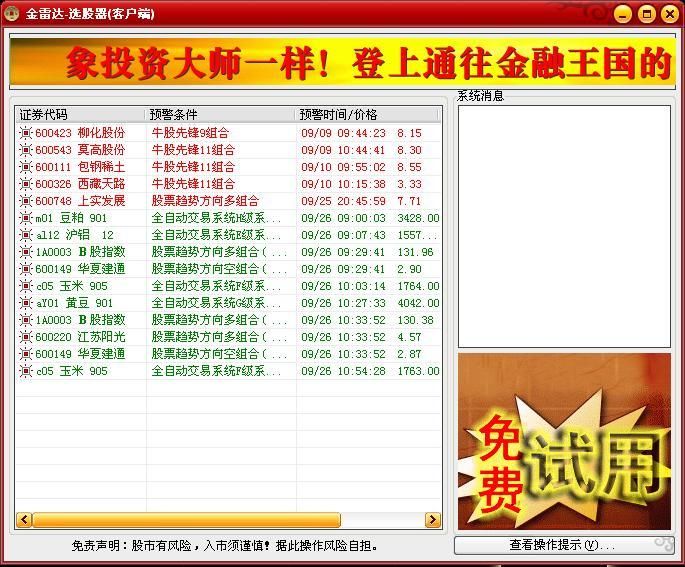 金雷达-选股器(客户端)
象投资大师一样！登上通往金融王国的
系统消息
证券代码 预警条件 预警时间/价格
600423 柳化股份 牛股先锋9组合 09/09 09:44:23 8.15
600543 莫高股份 牛股先锋11组合 09/09 10:44:41 8.30
600111 包钢稀土 牛股先锋11组合 09/10 09:55:02 8.55
600326 西藏天路 牛股先锋11组合 09/10 10:15:38 3.33
600748 上实发展 股票趋势方向多组合 09/25 20:45:59 7.71
m01 豆粕 901 全自动交易系统H级系... 09/26 09:00:03 3428.00
al12 沪铝 12 全自动交易系统E级系... 09/26 09:07:43 1557...
1A0003 B股指数 股票趋势方向多组合(... 09/26 09:29:41 131.96
600149 华夏建通 股票趋势方向空组合(... 09/26 09:29:41 2.90
c05 玉米 905 全自动交易系统F级系... 09/26 10:03:14 1764.00
aY01 黄豆 901 全自动交易系统G级系... 09/26 10:27:33 4042.00
1A0003 B股指数 股票趋势方向多组合(... 09/26 10:33:52 130.38
600220 江苏阳光 股票趋势方向多组合(... 09/26 10:33:52 4.57
600149 华夏建通 股票趋势方向空组合(... 09/26 10:33:52 2.87
c05 玉米 905 全自动交易系统F级系... 09/26 10:54:28 1763.00
免费试用
免责声明：股市有风险，入市须谨慎！据此操作风险自担。
查看操作提示(V)...